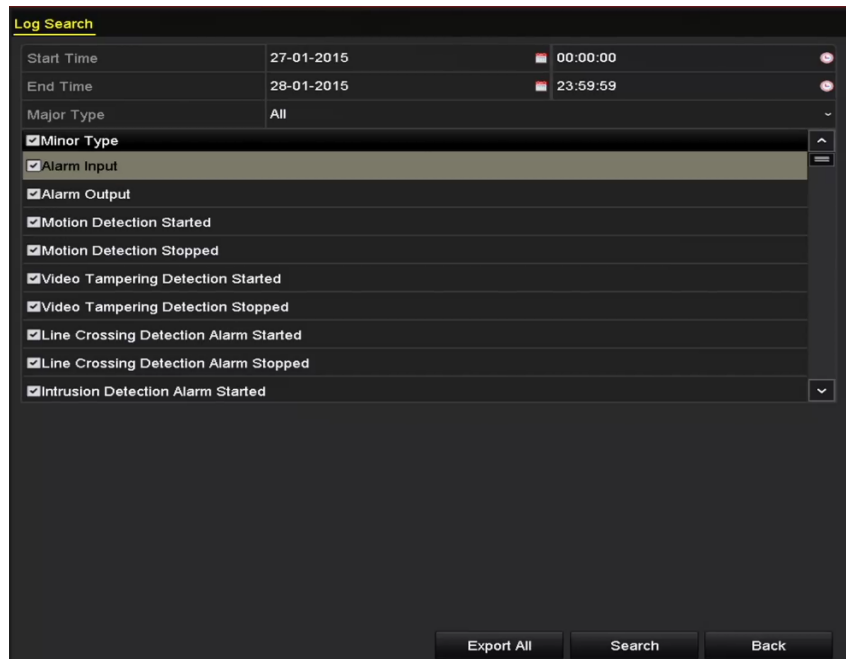 Log Search
Start Time 27-01-2015 00:00:00
End Time 28-01-2015 23:59:59
Major Type All
Minor Type
Alarm Input
Alarm Output
Motion Detection Started
Motion Detection Stopped
Video Tampering Detection Started
Video Tampering Detection Stopped
Line Crossing Detection Alarm Started
Line Crossing Detection Alarm Stopped
Intrusion Detection Alarm Started
Export All Search Back